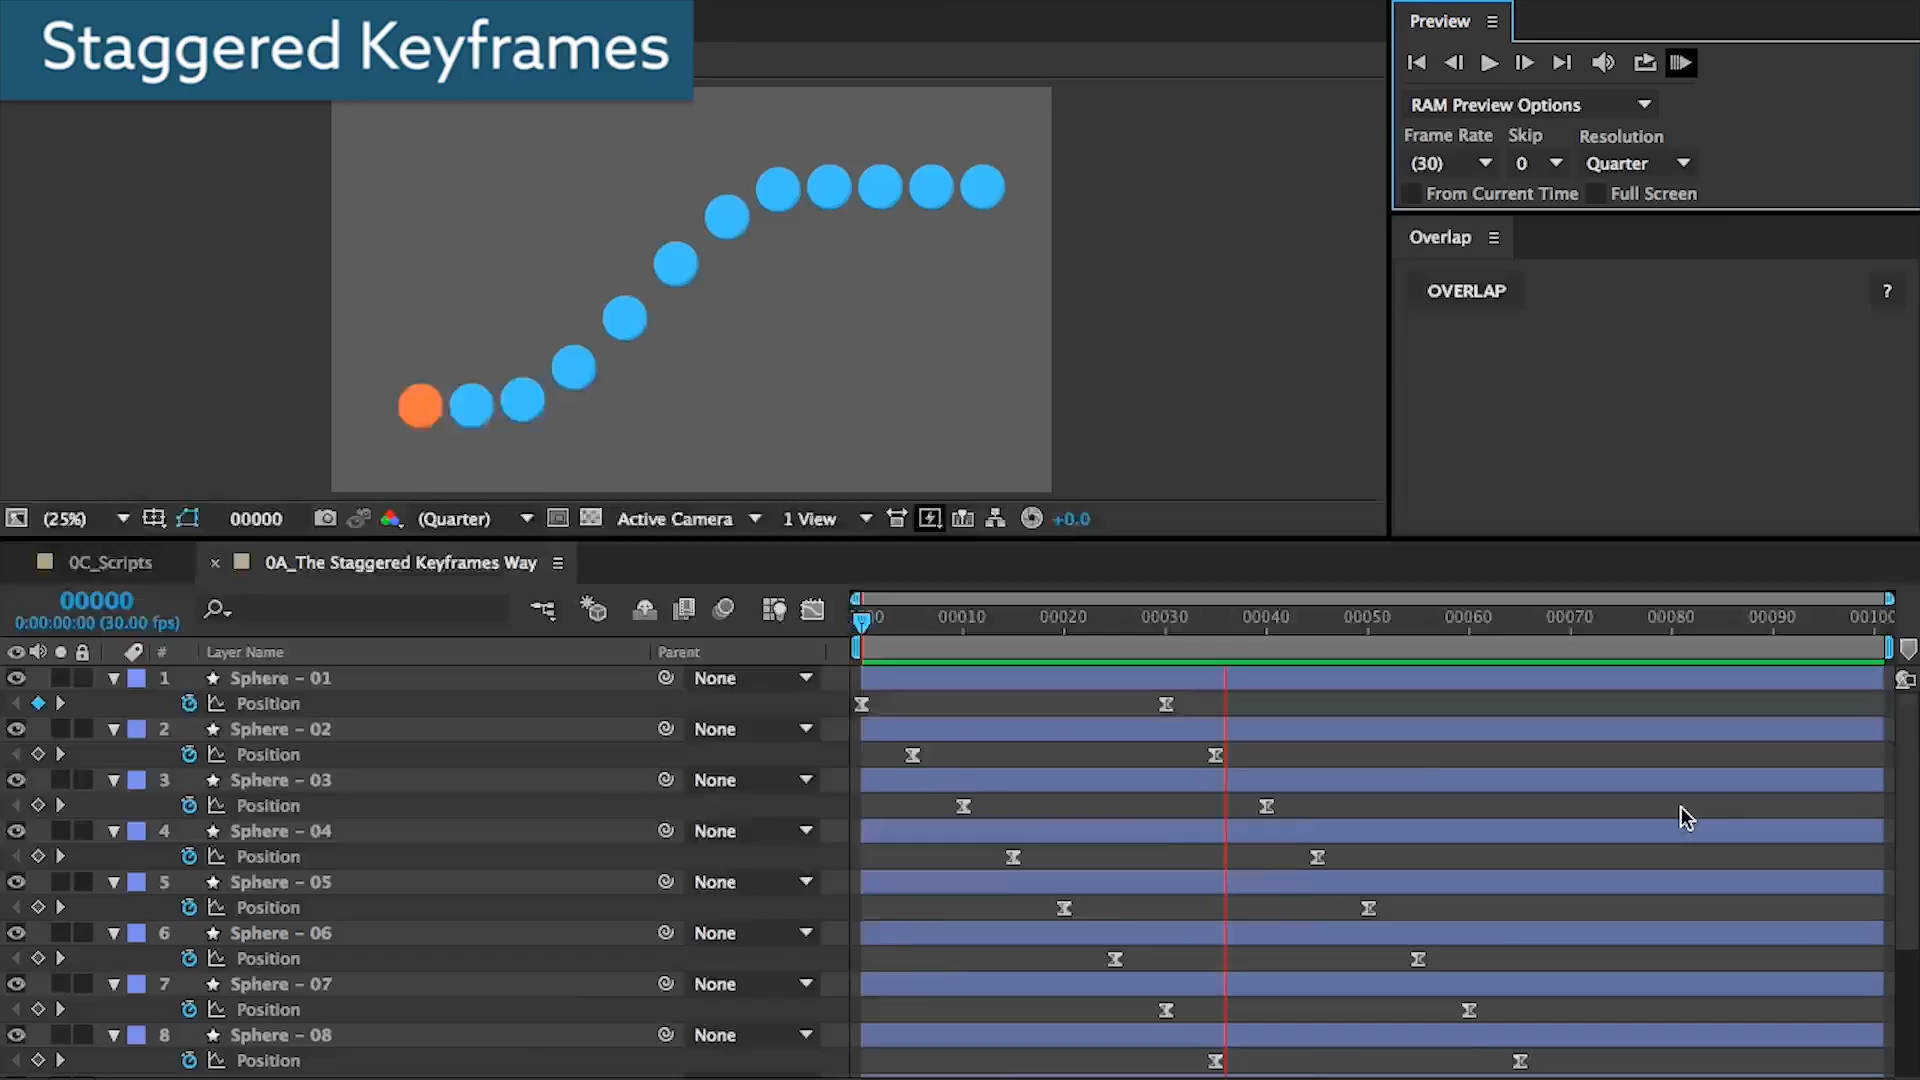 Staggered Keyframes
Preview
RAM Preview Options
Frame Rate Skip Resolution
(30) 0 Quarter
From Current Time Full Screen
Overlap
OVERLAP ?
(25%) 00000 (Quarter) Active Camera 1 View +0.0
0C_Scripts × 0A_The Staggered Keyframes Way
00000
0:00:00:00 (30.00 fps)
00010 00020 00030 00040 00050 00060 00070 00080 00090
# Layer Name Parent
1 Sphere - 01 None
Position
2 Sphere - 02 None
Position
3 Sphere - 03 None
Position
4 Sphere - 04 None
Position
5 Sphere - 05 None
Position
6 Sphere - 06 None
Position
7 Sphere - 07 None
Position
8 Sphere - 08 None
Position